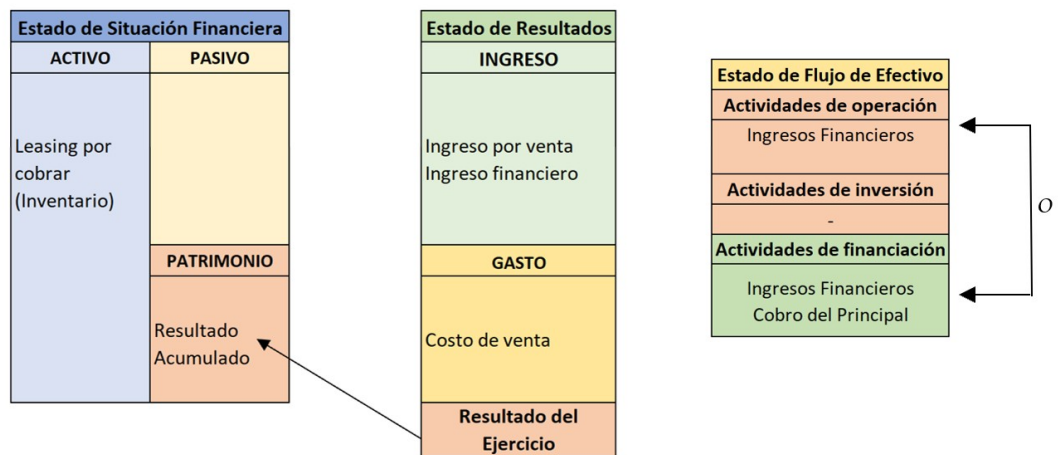 Estado de Situación Financiera
ACTIVO
PASIVO
Leasing por
cobrar
(Inventario)
PATRIMONIO
Resultado
Acumulado
Estado de Resultados
INGRESO
Ingreso por venta
Ingreso financiero
GASTO
Costo de venta
Resultado del
Ejercicio
Estado de Flujo de Efectivo
Actividades de operación
Ingresos Financieros
Actividades de inversión
-
Actividades de financiación
Ingresos Financieros
Cobro del Principal
O